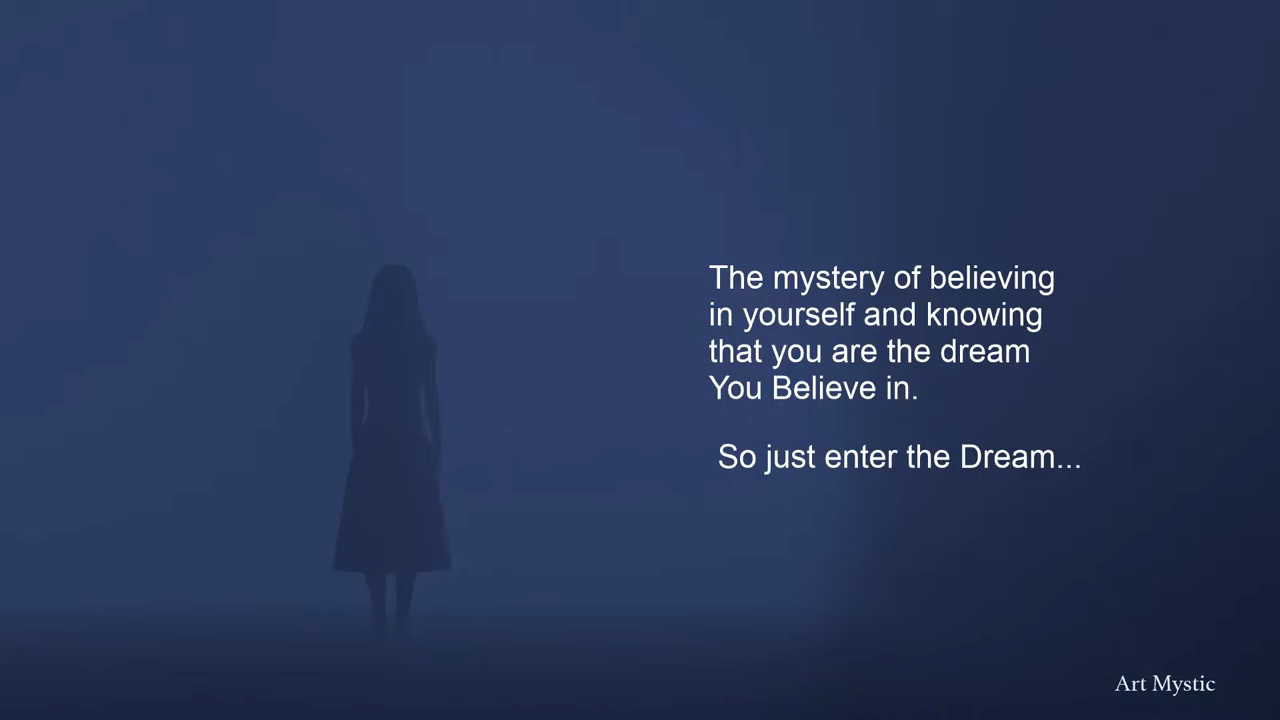 The mystery of believing
in yourself and knowing
that you are the dream
You Believe in.
So just enter the Dream...
Art Mystic